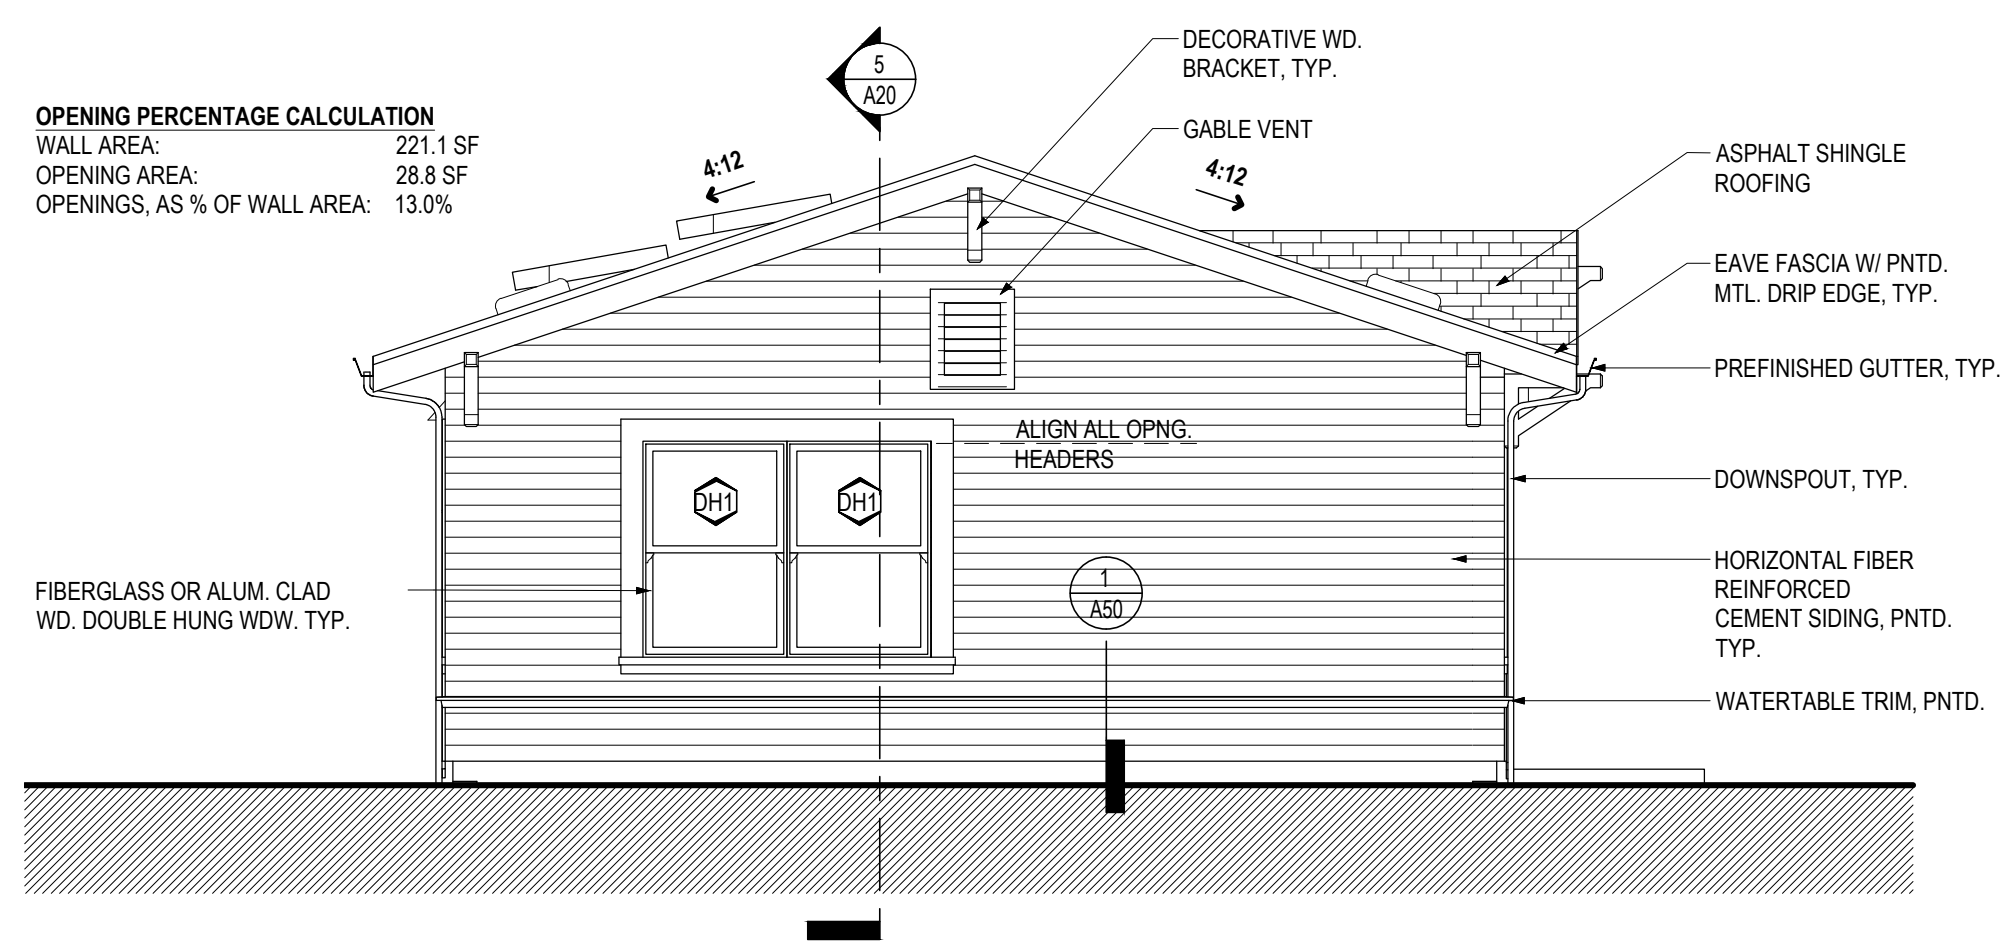 OPENING PERCENTAGE CALCULATION
WALL AREA: 221.1 SF
OPENING AREA: 28.8 SF
OPENINGS, AS % OF WALL AREA: 13.0%
5
A20
4:12
4:12
DECORATIVE WD.
BRACKET, TYP.
GABLE VENT
ASPHALT SHINGLE
ROOFING
EAVE FASCIA W/ PNTD.
MTL. DRIP EDGE, TYP.
PREFINISHED GUTTER, TYP.
ALIGN ALL OPNG.
HEADERS
DH1
DH1
DOWNSPOUT, TYP.
FIBERGLASS OR ALUM. CLAD
WD. DOUBLE HUNG WDW. TYP.
1
A50
HORIZONTAL FIBER
REINFORCED
CEMENT SIDING, PNTD.
TYP.
WATERTABLE TRIM, PNTD.